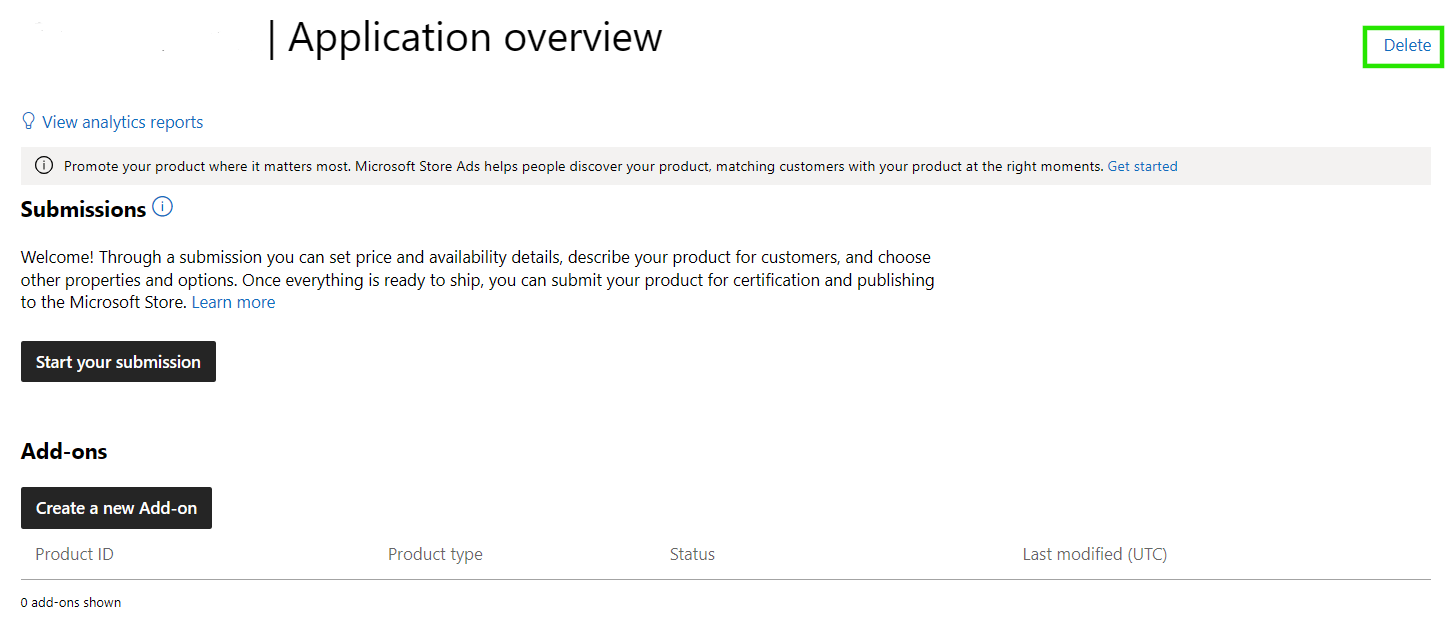 | Application overview
Delete
View analytics reports
Promote your product where it matters most. Microsoft Store Ads helps people discover your product, matching customers with your product at the right moments. Get started
Submissions
Welcome! Through a submission you can set price and availability details, describe your product for customers, and choose
other properties and options. Once everything is ready to ship, you can submit your product for certification and publishing
to the Microsoft Store. Learn more
Start your submission
Add-ons
Create a new Add-on
Product ID Product type Status Last modified (UTC)
0 add-ons shown